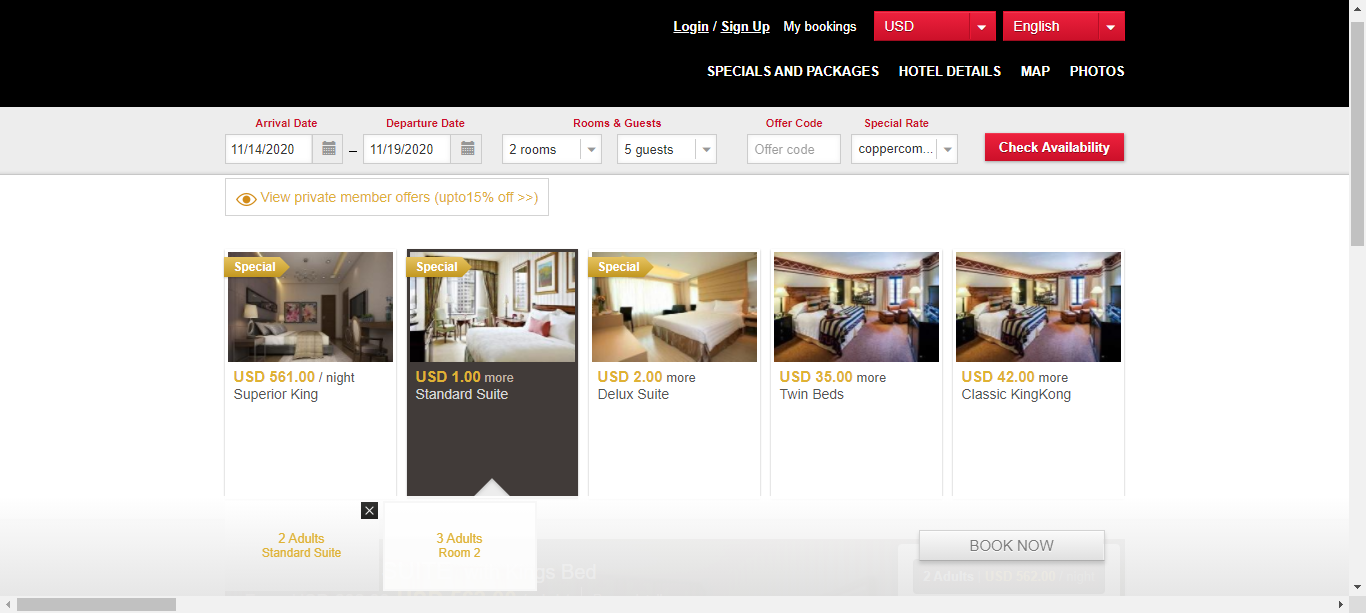 Login / Sign Up My bookings USD English
SPECIALS AND PACKAGES HOTEL DETAILS MAP PHOTOS
Arrival Date Departure Date Rooms & Guests Offer Code Special Rate
11/14/2020 – 11/19/2020 2 rooms 5 guests Offer code coppercom... Check Availability
View private member offers (upto15% off >>)
Special Special Special
USD 561.00 / night USD 1.00 more USD 2.00 more USD 35.00 more USD 42.00 more
Superior King Standard Suite Delux Suite Twin Beds Classic KingKong
2 Adults 3 Adults BOOK NOW
Standard Suite Room 2
Bed
2 Adults | USD 562.00 / night